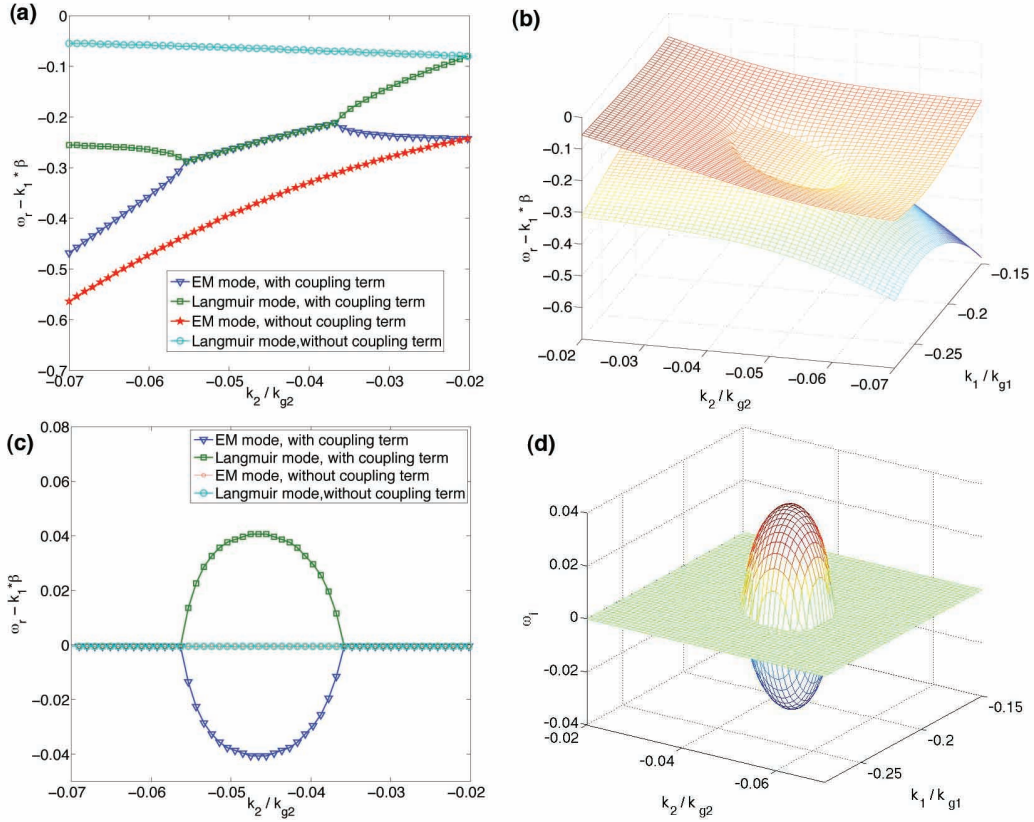 (a)
0
−0.1
−0.2
−0.3
−0.4
−0.5
−0.6
−0.7
ω_r − k_1 * β
EM mode, with coupling term
Langmuir mode, with coupling term
EM mode, without coupling term
Langmuir mode,without coupling term
−0.07 −0.06 −0.05 −0.04 −0.03 −0.02
k_2 / k_g2
(b)
0
−0.1
−0.2
−0.3
−0.4
−0.5
−0.6
ω_r − k_1 * β
−0.02 −0.03 −0.04 −0.05 −0.06 −0.07
k_2 / k_g2
−0.15
−0.2
−0.25
k_1 / k_g1
(c)
0.08
0.06
0.04
0.02
0
−0.02
−0.04
ω_r − k_1*β
EM mode, with coupling term
Langmuir mode, with coupling term
EM mode, without coupling term
Langmuir mode,without coupling term
−0.07 −0.06 −0.05 −0.04 −0.03 −0.02
k_2 / k_g2
(d)
0.04
0.02
0
−0.02
−0.04
ω_i
−0.02
−0.04
−0.06
k_2 / k_g2
−0.15
−0.2
−0.25
k_1 / k_g1